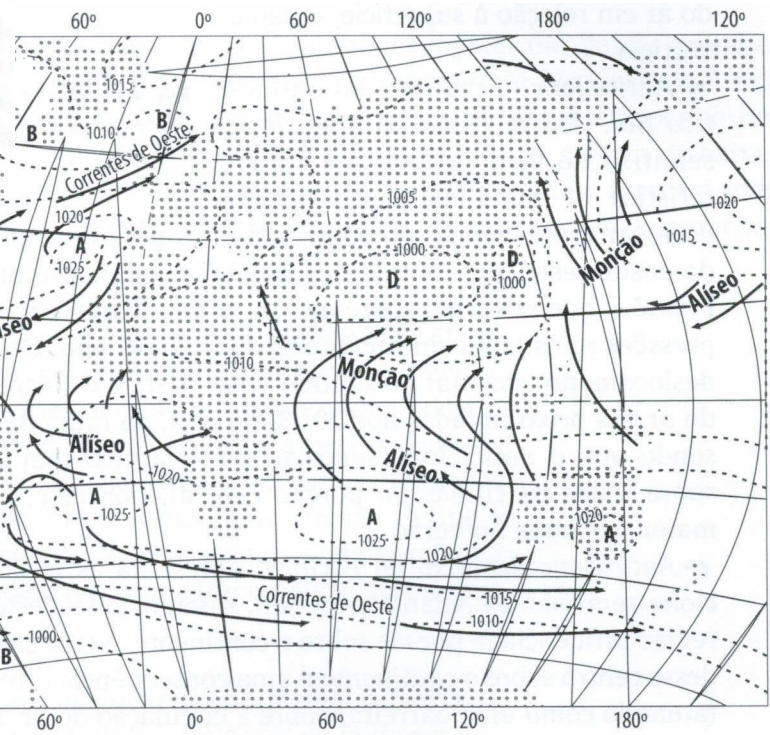 60º 0º 60º 120º 180º 120º
1015
1010
B
B
Correntes de Oeste
1020
A
1025
1005
1000
D
D
1000
Monção
1020
1015
Alíseo
1010
Monção
Alíseo
Alíseo
1020
A
1025
A
1025
1020
1020
A
1015
Correntes de Oeste
1010
1000
B
60º 0º 60º 120º 180º